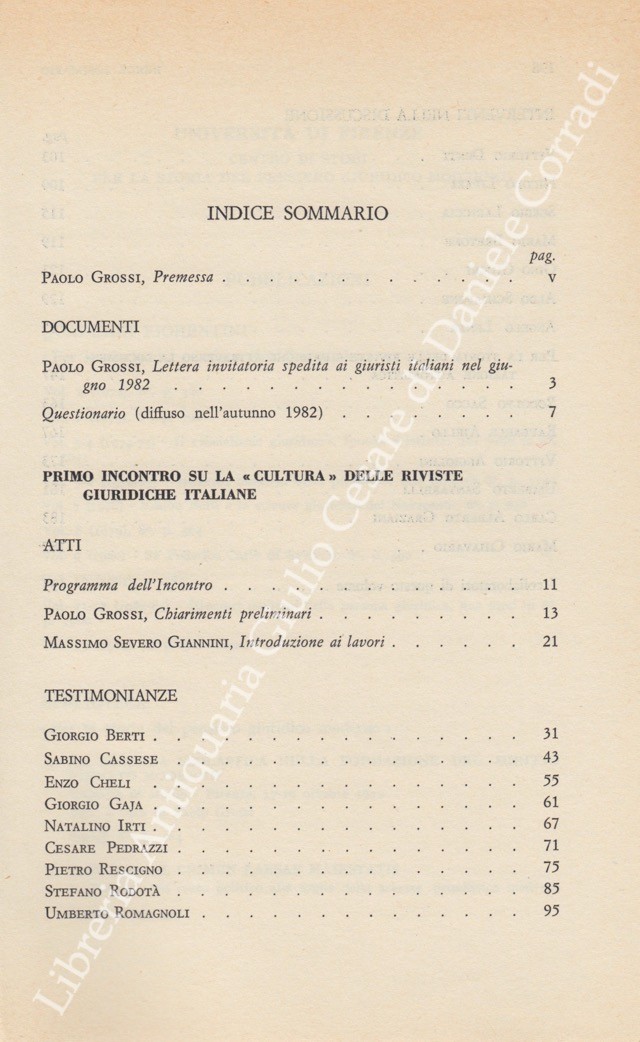 INDICE SOMMARIO
pag.
Paolo Grossi, Premessa . . . . . . . . . . . . . V
DOCUMENTI
Paolo Grossi, Lettera invitatoria spedita ai giuristi italiani nel giu-
gno 1982 . . . . . . . . . . . . . . . 3
Questionario (diffuso nell'autunno 1982) . . . . . . . 7
PRIMO INCONTRO SU LA « CULTURA » DELLE RIVISTE
GIURIDICHE ITALIANE
ATTI
Programma dell'Incontro . . . . . . . . . . . . . 11
Paolo Grossi, Chiarimenti preliminari . . . . . . . . . 13
Massimo Severo Giannini, Introduzione ai lavori . . . . . . 21
TESTIMONIANZE
Giorgio Berti . . . . . . . . . . . . . . . . 31
Sabino Cassese . . . . . . . . . . . . . . . 43
Enzo Cheli . . . . . . . . . . . . . . . . . 55
Giorgio Gaja . . . . . . . . . . . . . . . . 61
Natalino Irti . . . . . . . . . . . . . . . . 67
Cesare Pedrazzi . . . . . . . . . . . . . . . 71
Pietro Rescigno . . . . . . . . . . . . . . . 75
Stefano Rodotà . . . . . . . . . . . . . . . 85
Umberto Romagnoli . . . . . . . . . . . . . . 95
Libreria Antiquaria Giulio Cesare di Daniele Corradi